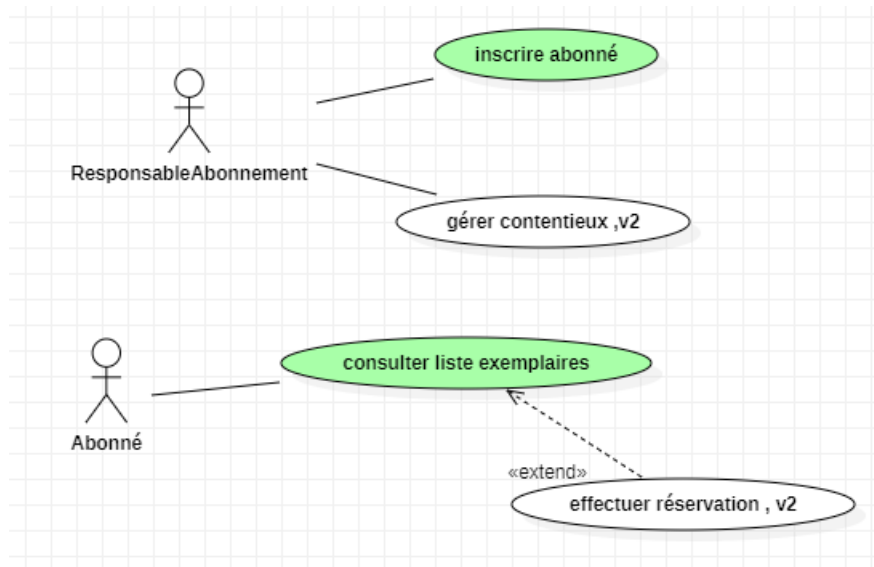 inscrire abonné
ResponsableAbonnement
gérer contentieux ,v2
consulter liste exemplaires
Abonné
«extend»
effectuer réservation , v2